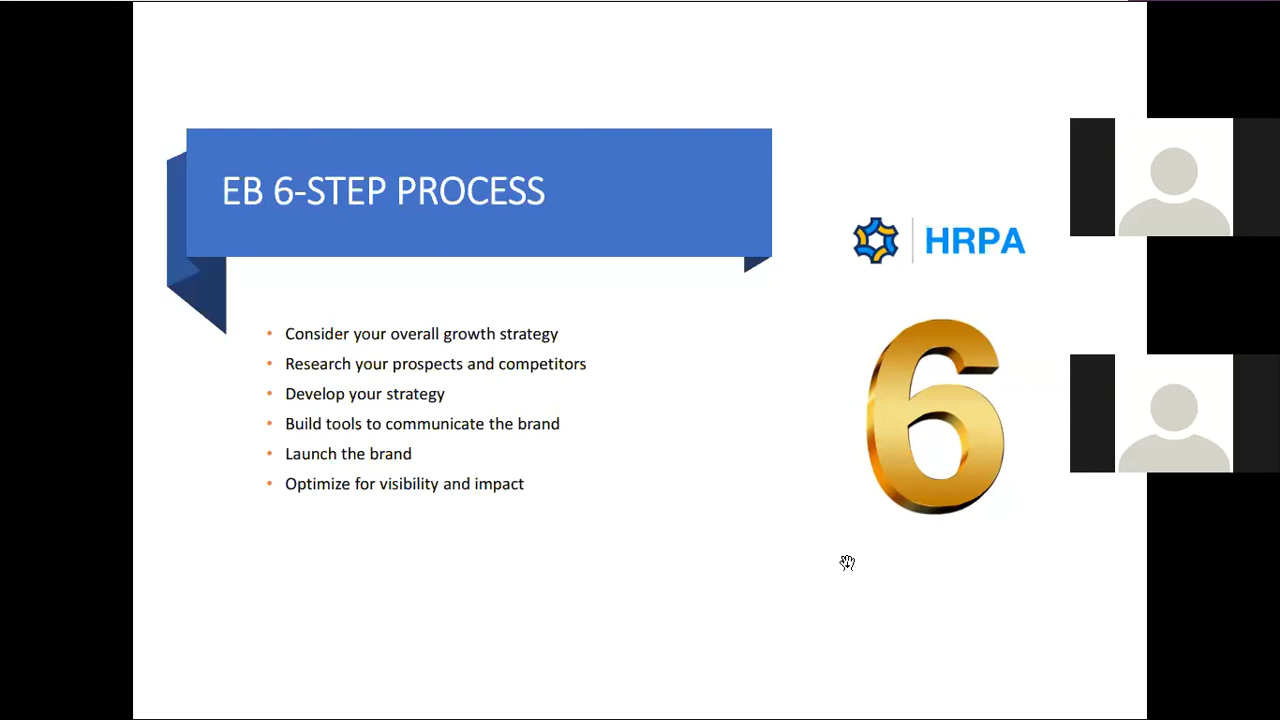 EB 6-STEP PROCESS
HRPA
• Consider your overall growth strategy
• Research your prospects and competitors
• Develop your strategy
• Build tools to communicate the brand
• Launch the brand
• Optimize for visibility and impact
6